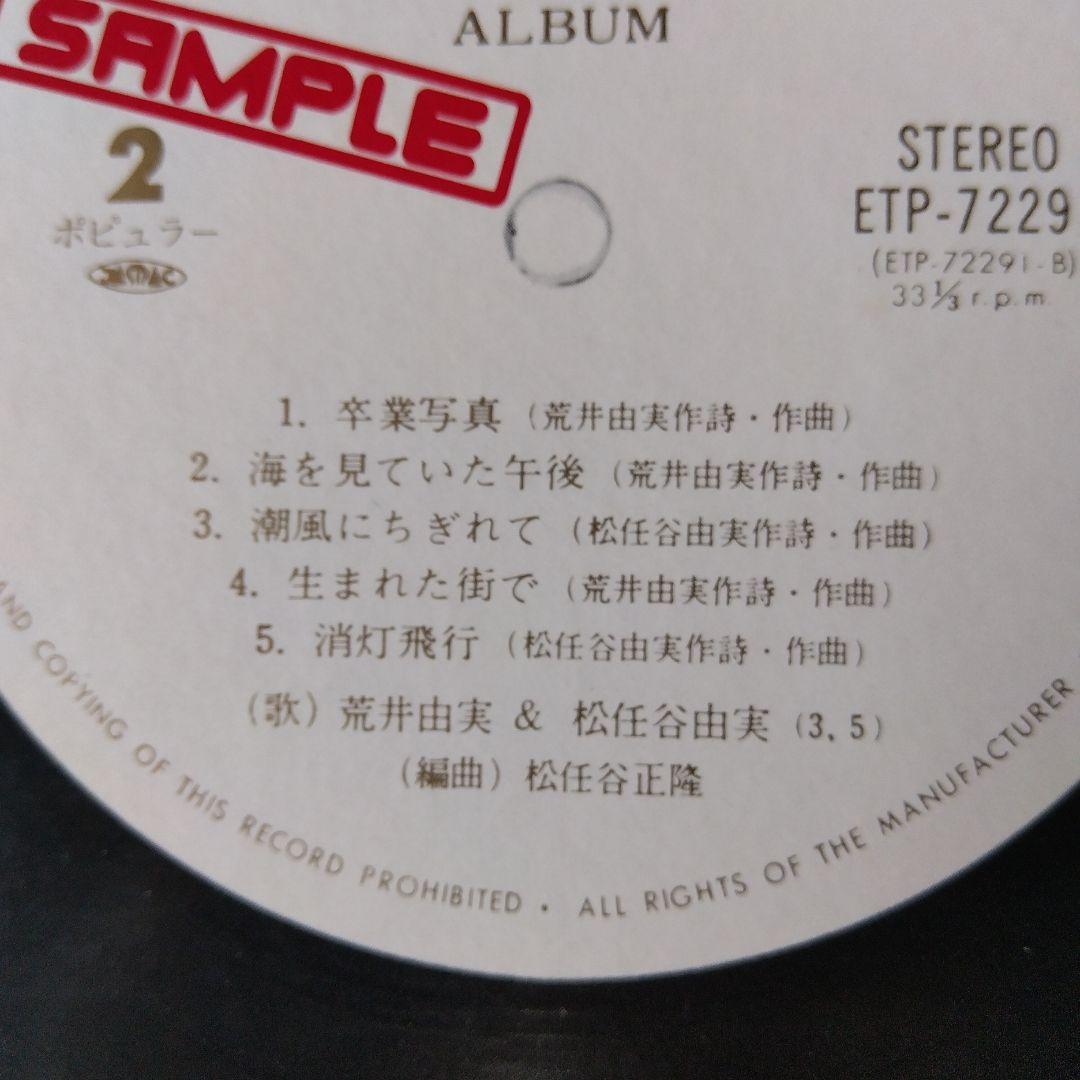 ALBUM
SAMPLE
2
ポピュラー
STEREO
ETP-7229
(ETP-72291-B)
33 1/3 r.p.m.
1. 卒業写真 (荒井由実作詩・作曲)
2. 海を見ていた午後 (荒井由実作詩・作曲)
3. 潮風にちぎれて (松任谷由実作詩・作曲)
4. 生まれた街で (荒井由実作詩・作曲)
5. 消灯飛行 (松任谷由実作詩・作曲)
(歌) 荒井由実 & 松任谷由実 (3, 5)
(編曲) 松任谷正隆
AND COPYING OF THIS RECORD PROHIBITED · ALL RIGHTS OF THE MANUFACTURER